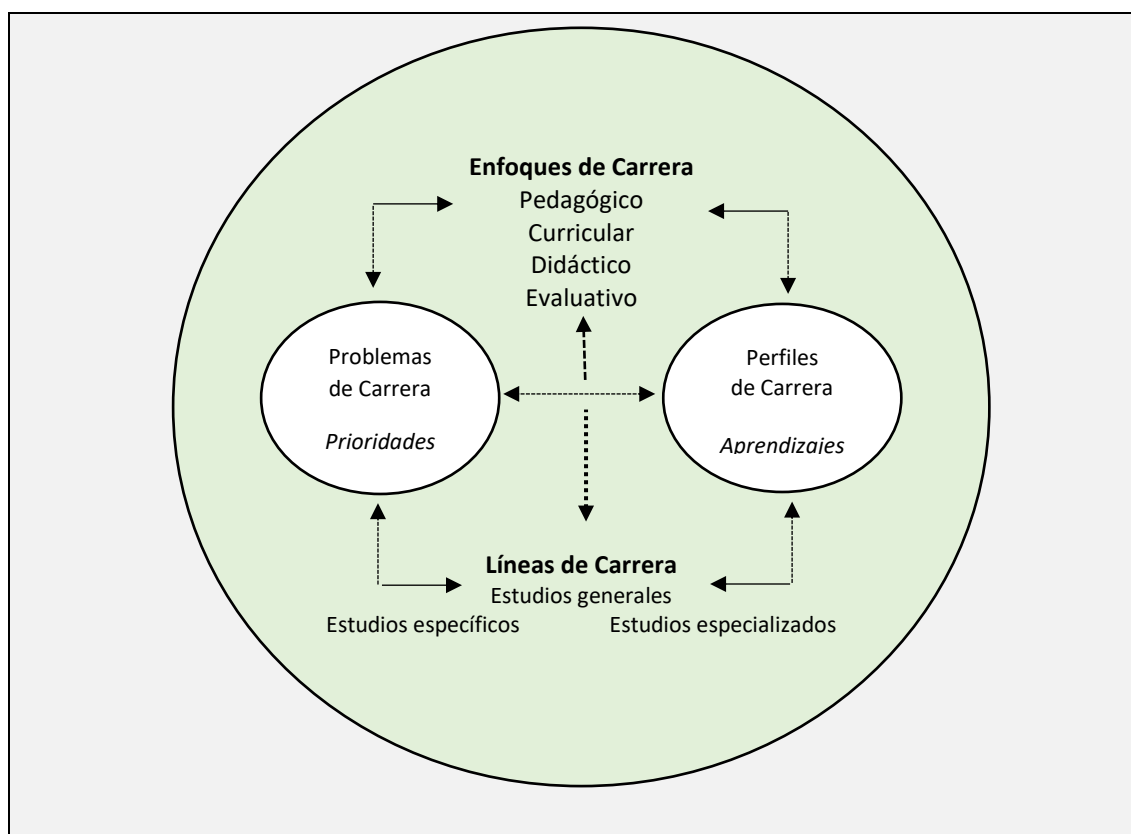 Enfoques de Carrera
Pedagógico
Curricular
Didáctico
Evaluativo
Problemas
de Carrera
Prioridades
Perfiles
de Carrera
Aprendizajes
Líneas de Carrera
Estudios generales
Estudios específicos
Estudios especializados